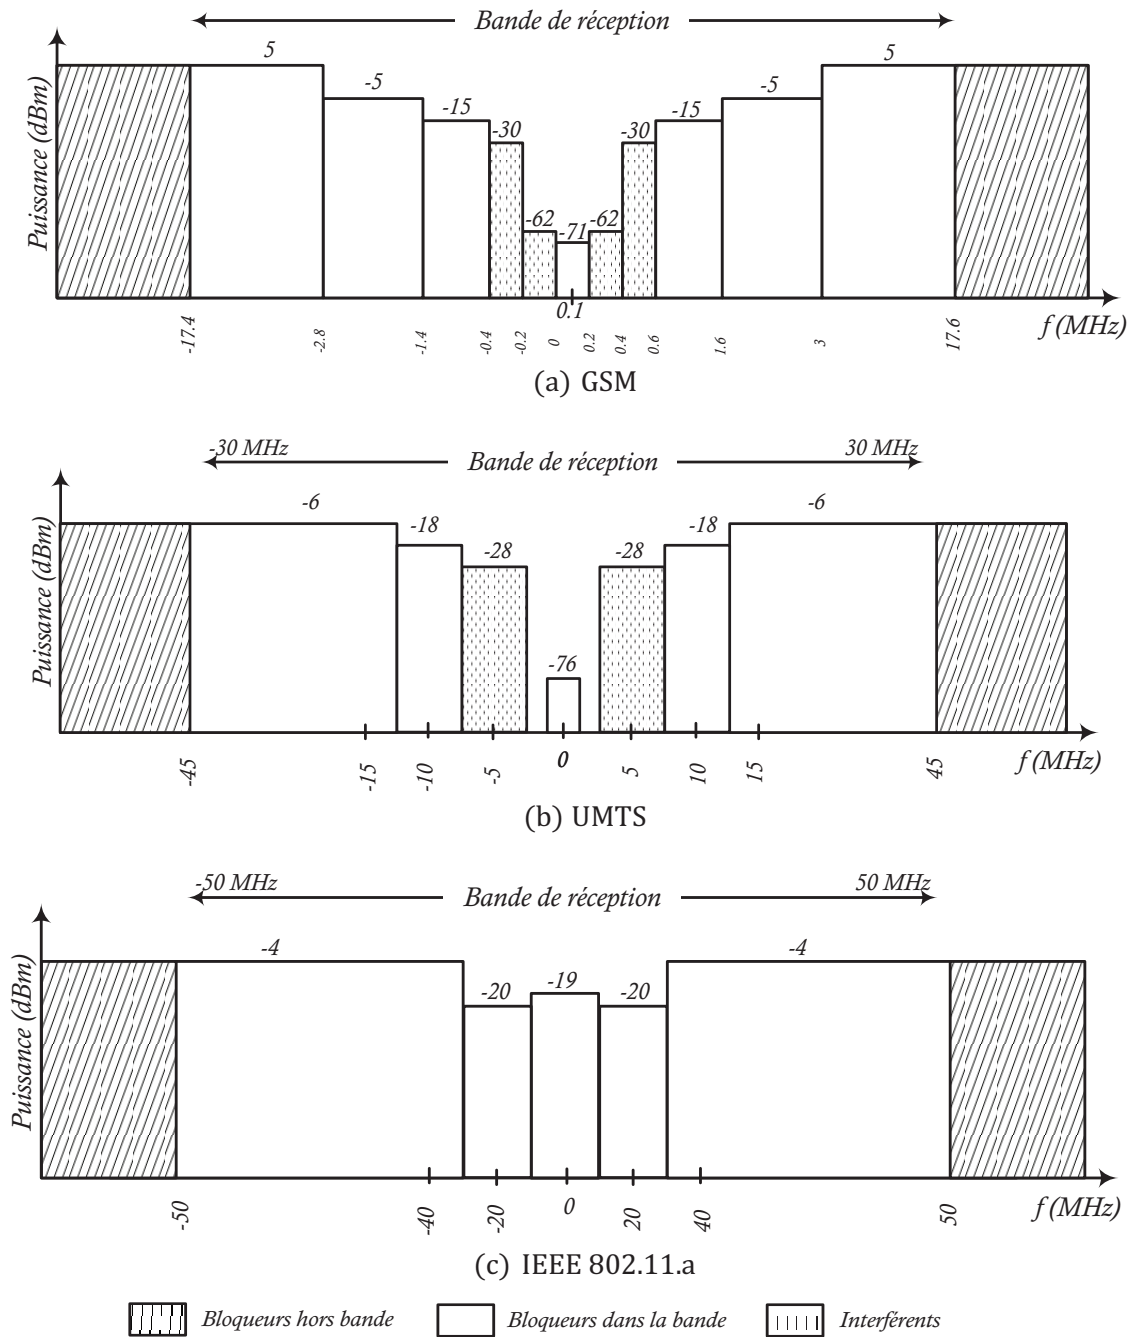 Bande de réception
5 5
-5 -5
-15 -15
-30 -30
-62 -71 -62
Puissance (dBm)
0.1
-17.4 -2.8 -1.4 -0.4 -0.2 0 0.2 0.4 0.6 1.6 3 17.6
f (MHz)
(a) GSM
-30 MHz Bande de réception 30 MHz
-6 -6
-18 -18
-28 -28
-76
Puissance (dBm)
-45 -15 -10 -5 0 5 10 15 45
f (MHz)
(b) UMTS
-50 MHz Bande de réception 50 MHz
-4 -4
-20 -19 -20
Puissance (dBm)
-50 -40 -20 0 20 40 50
f (MHz)
(c) IEEE 802.11.a
Bloqueurs hors bande Bloqueurs dans la bande Interférents